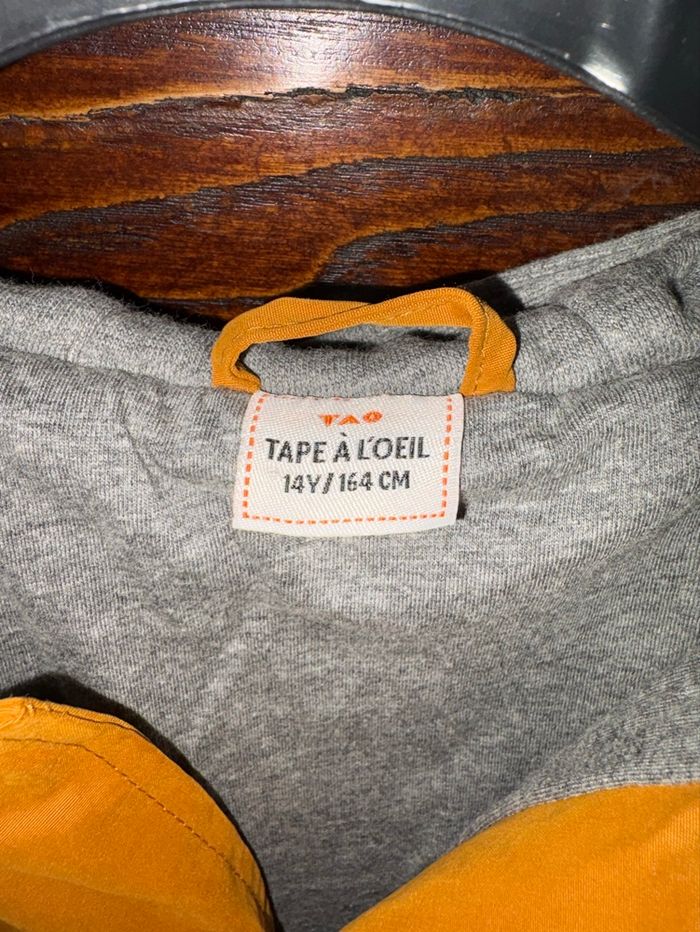 TAO
TAPE À L'OEIL
14Y/164 CM